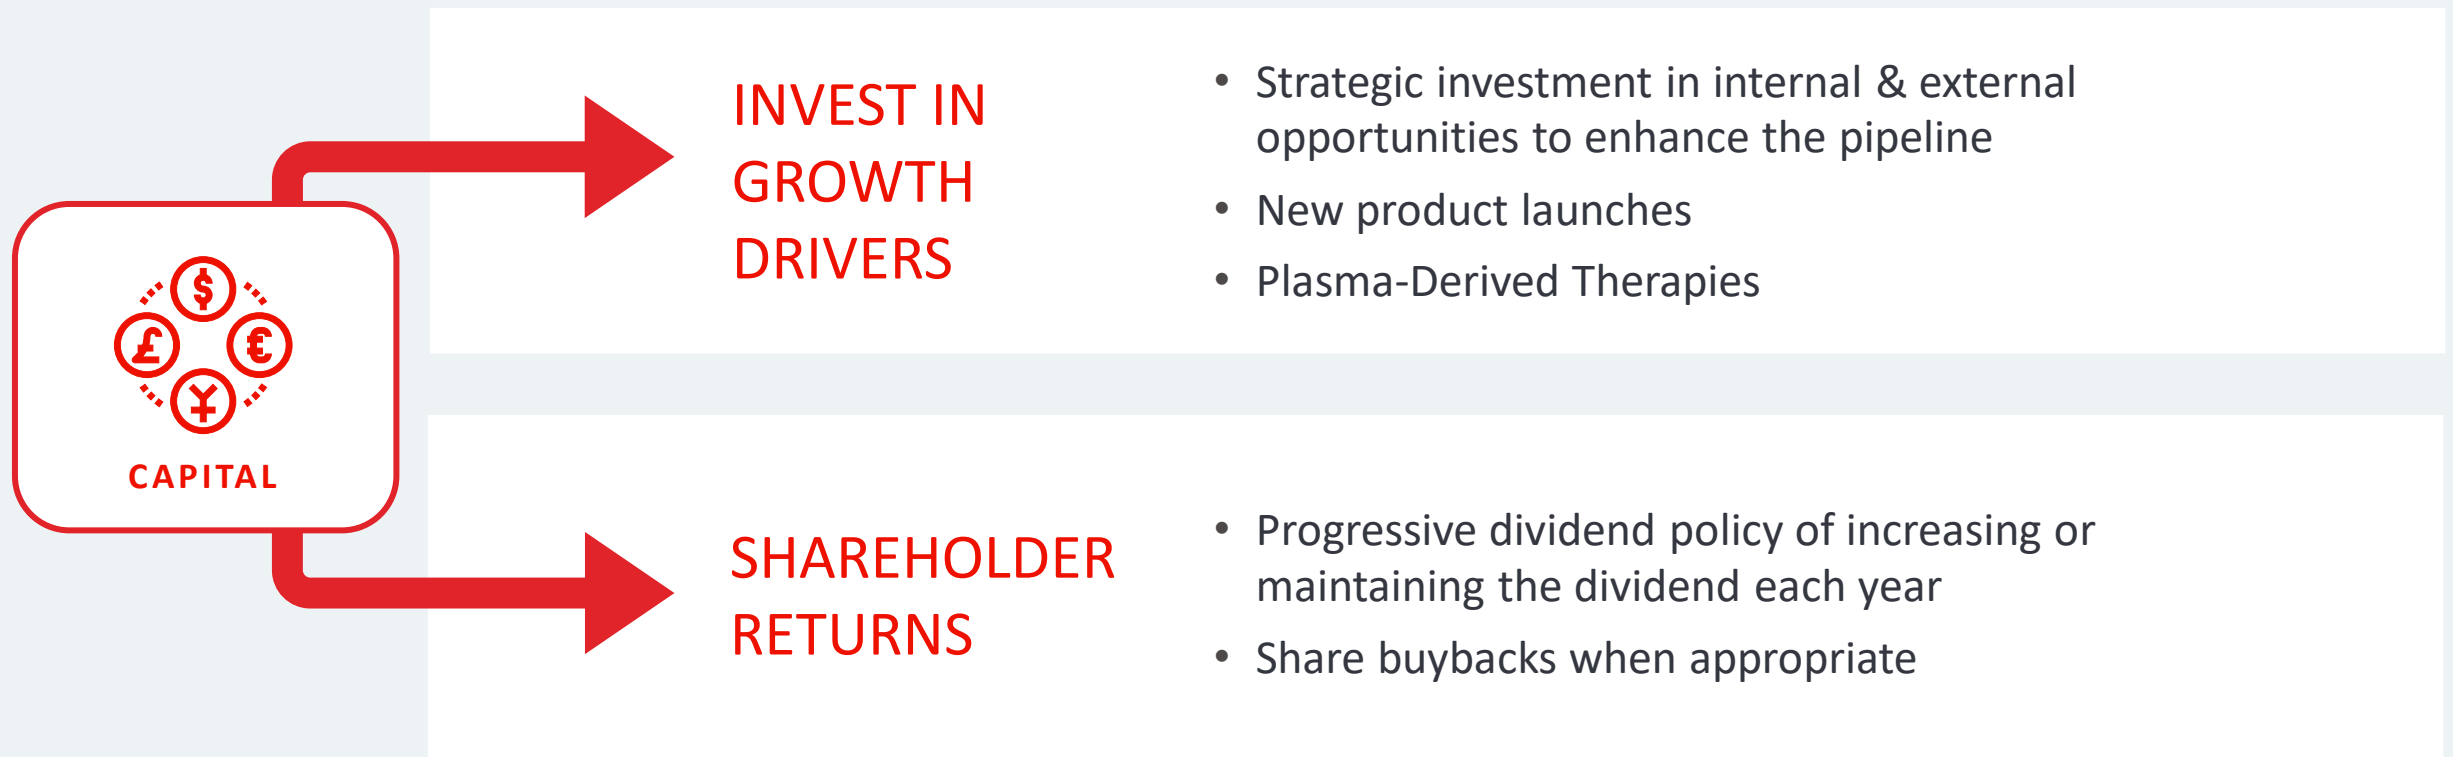 INVEST IN
GROWTH
DRIVERS
• Strategic investment in internal & external
opportunities to enhance the pipeline
• New product launches
• Plasma-Derived Therapies
$
£
€
¥
CAPITAL
SHAREHOLDER
RETURNS
• Progressive dividend policy of increasing or
maintaining the dividend each year
• Share buybacks when appropriate